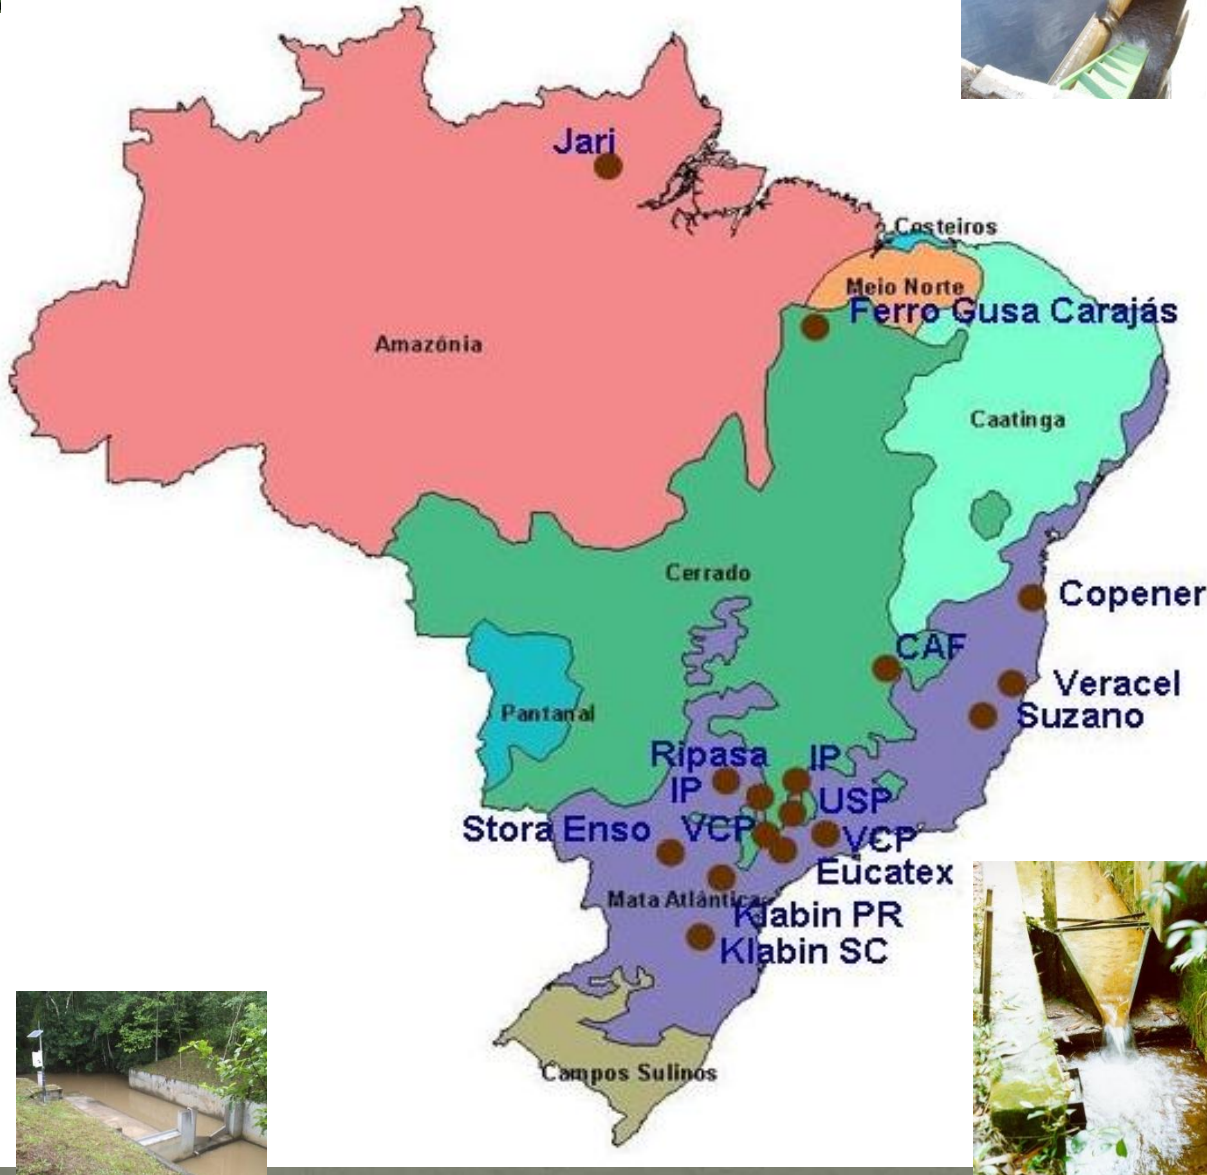 Jari
Costeiros
Meio Norte
Ferro Gusa Carajás
Amazónia
Caatinga
Cerrado
Copener
CAF
Veracel
Pantanal
Suzano
Ripasa
IP
IP
USP
Stora Enso
VCP
VCP
Eucatex
Mata Atlântica
Klabin PR
Klabin SC
Campos Sulinos